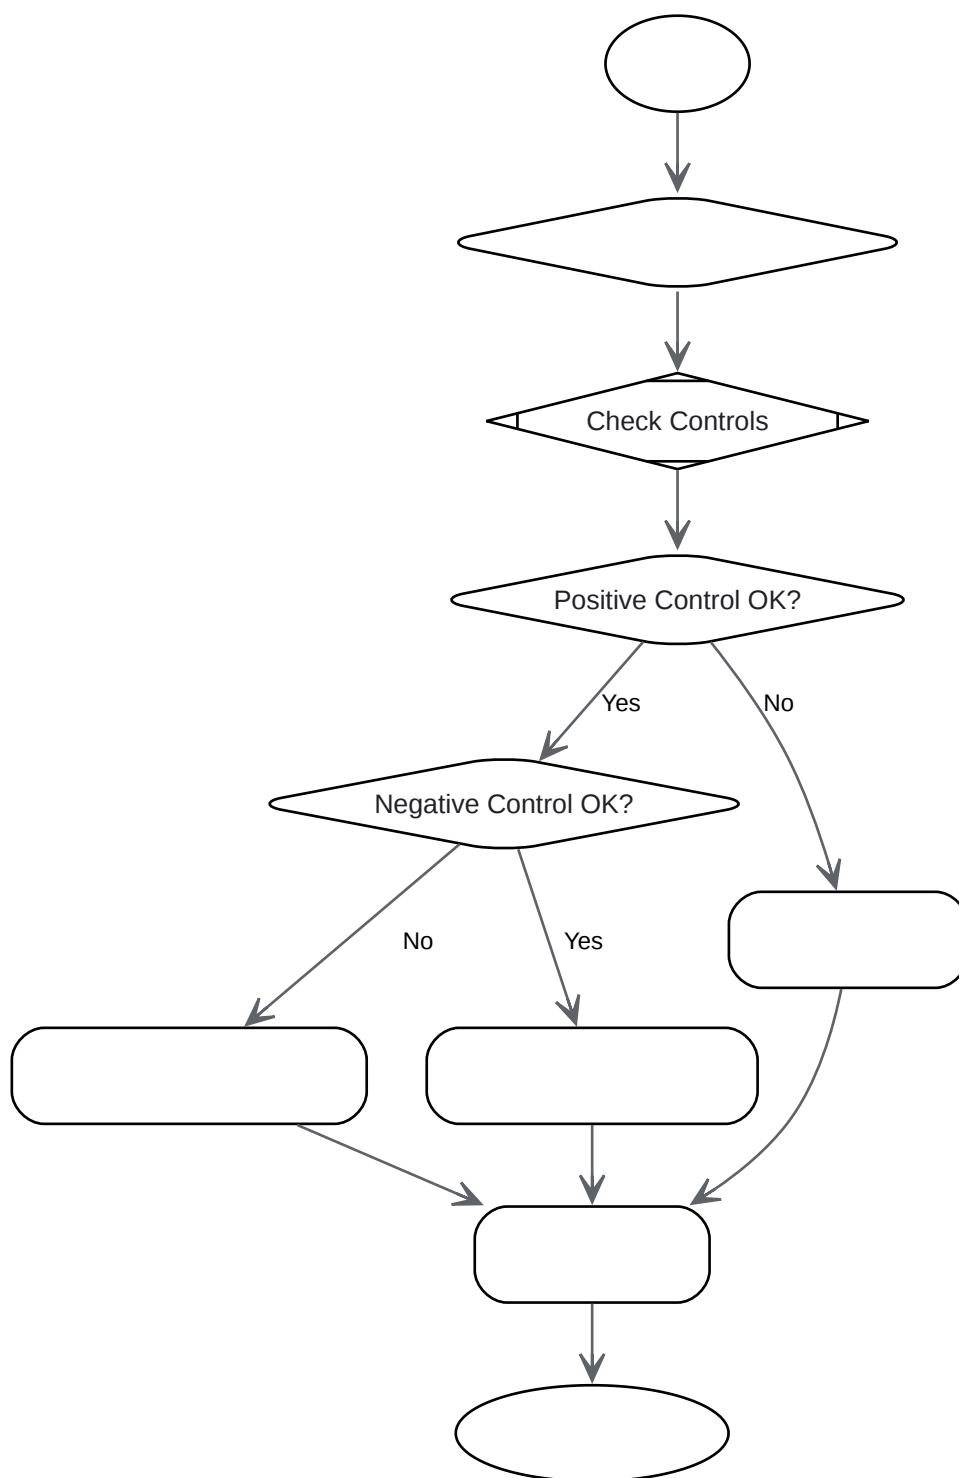 Check Controls
Positive Control OK?
Yes
No
Negative Control OK?
No
Yes